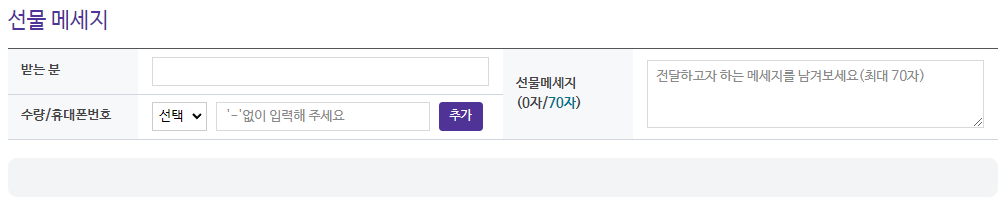 선물 메세지
받는 분
수량/휴대폰번호
선택
'-'없이 입력해 주세요
추가
선물메세지
(0자/70자)
전달하고자 하는 메세지를 남겨보세요(최대 70자)